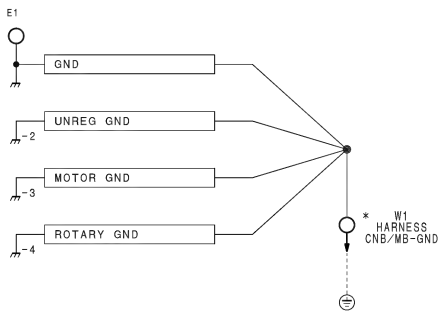 E1
GND
UNREG GND
-2
MOTOR GND
-3
ROTARY GND
-4
* W1
HARNESS
CNB/MB-GND